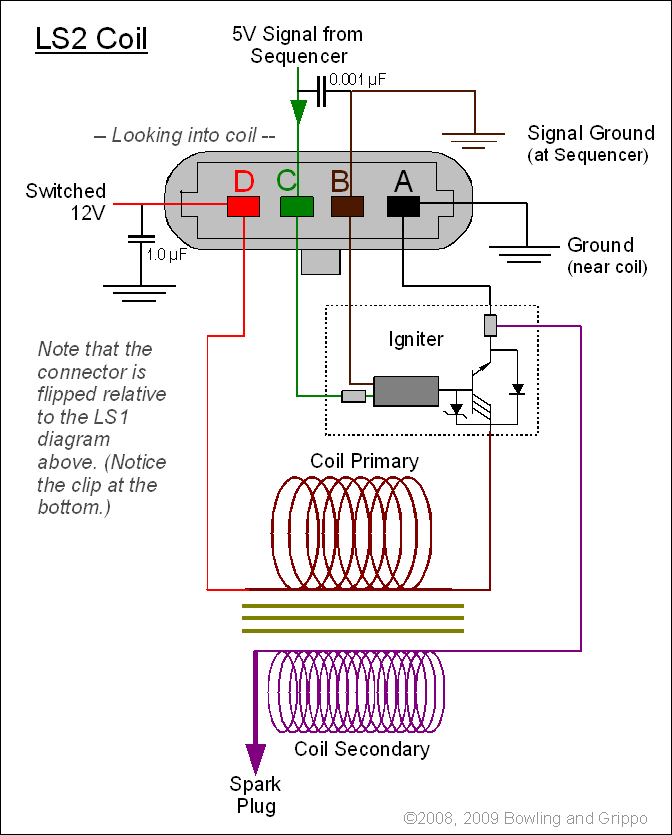 LS2 Coil
5V Signal from
Sequencer
0.001 µF
-- Looking into coil --
Signal Ground
(at Sequencer)
D C B A
Switched
12V
1.0 µF
Ground
(near coil)
Igniter
Note that the
connector is
flipped relative
to the LS1
diagram
above. (Notice
the clip at the
bottom.)
Coil Primary
Coil Secondary
Spark
Plug
©2008, 2009 Bowling and Grippo